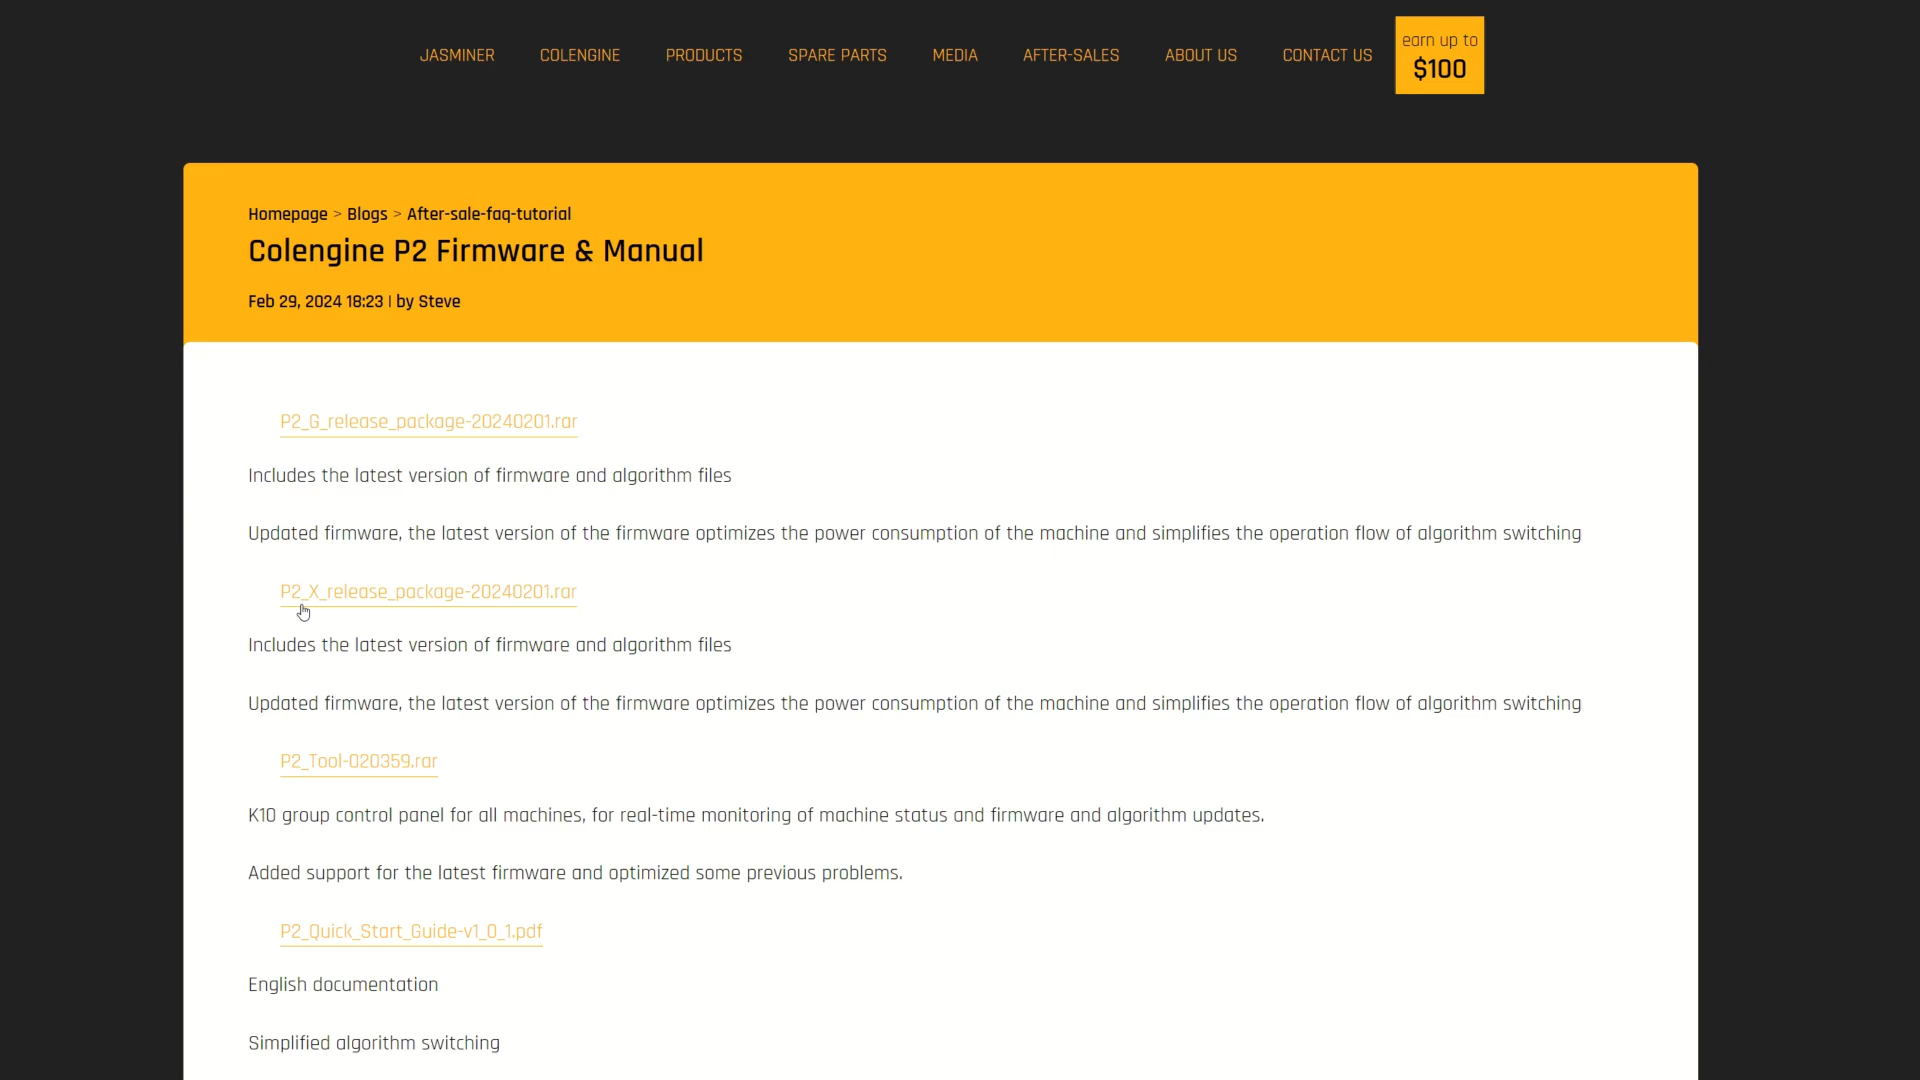 JASMINER COLENGINE PRODUCTS SPARE PARTS MEDIA AFTER-SALES ABOUT US CONTACT US
earn up to
$100
Homepage > Blogs > After-sale-faq-tutorial
Colengine P2 Firmware & Manual
Feb 29, 2024 18:23 | by Steve
P2_G_release_package-20240201.rar
Includes the latest version of firmware and algorithm files
Updated firmware, the latest version of the firmware optimizes the power consumption of the machine and simplifies the operation flow of algorithm switching
P2_X_release_package-20240201.rar
Includes the latest version of firmware and algorithm files
Updated firmware, the latest version of the firmware optimizes the power consumption of the machine and simplifies the operation flow of algorithm switching
P2_Tool-020359.rar
K10 group control panel for all machines, for real-time monitoring of machine status and firmware and algorithm updates.
Added support for the latest firmware and optimized some previous problems.
P2_Quick_Start_Guide-v1_0_1.pdf
English documentation
Simplified algorithm switching